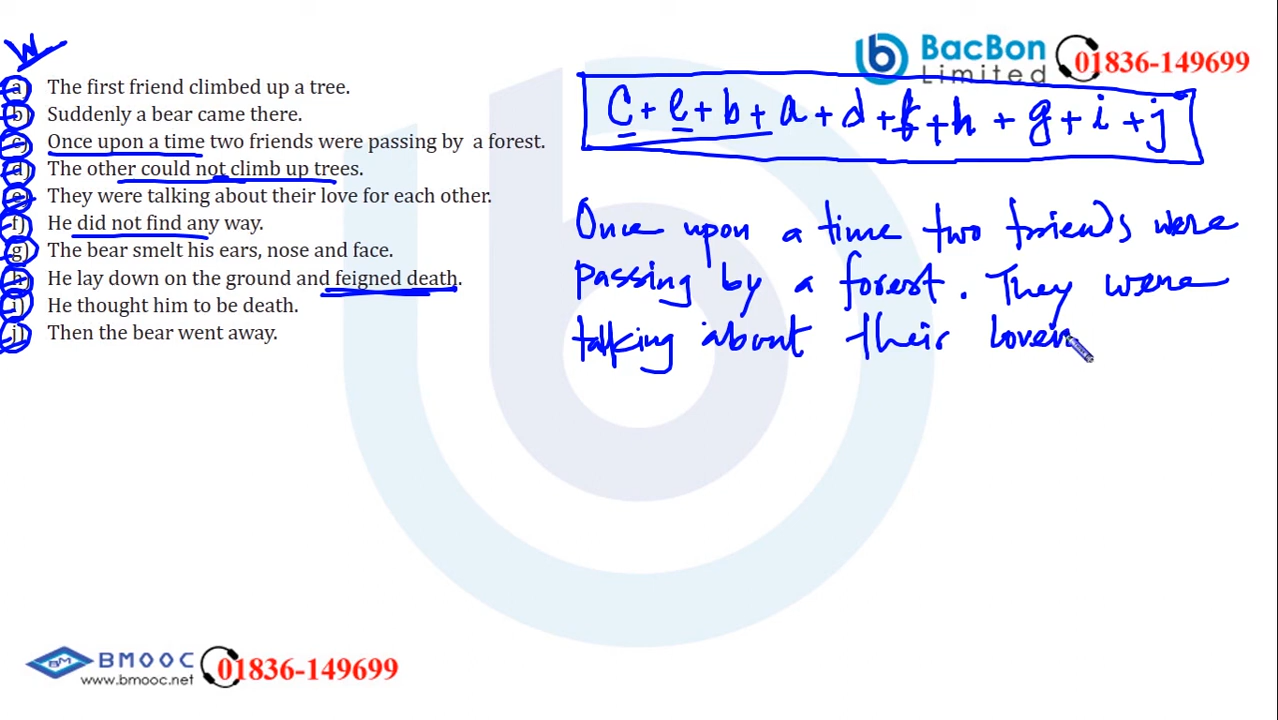 W
BacBon
Limited
01836-149699
a) The first friend climbed up a tree.
b) Suddenly a bear came there.
c) Once upon a time two friends were passing by a forest.
d) The other could not climb up trees.
e) They were talking about their love for each other.
f) He did not find any way.
g) The bear smelt his ears, nose and face.
h) He lay down on the ground and feigned death.
i) He thought him to be death.
j) Then the bear went away.
C + e + b + a + d + f + h + g + i + j
Once upon a time two friends were
passing by a forest. They were
talking about their lovein
BMOOC
www.bmooc.net
01836-149699